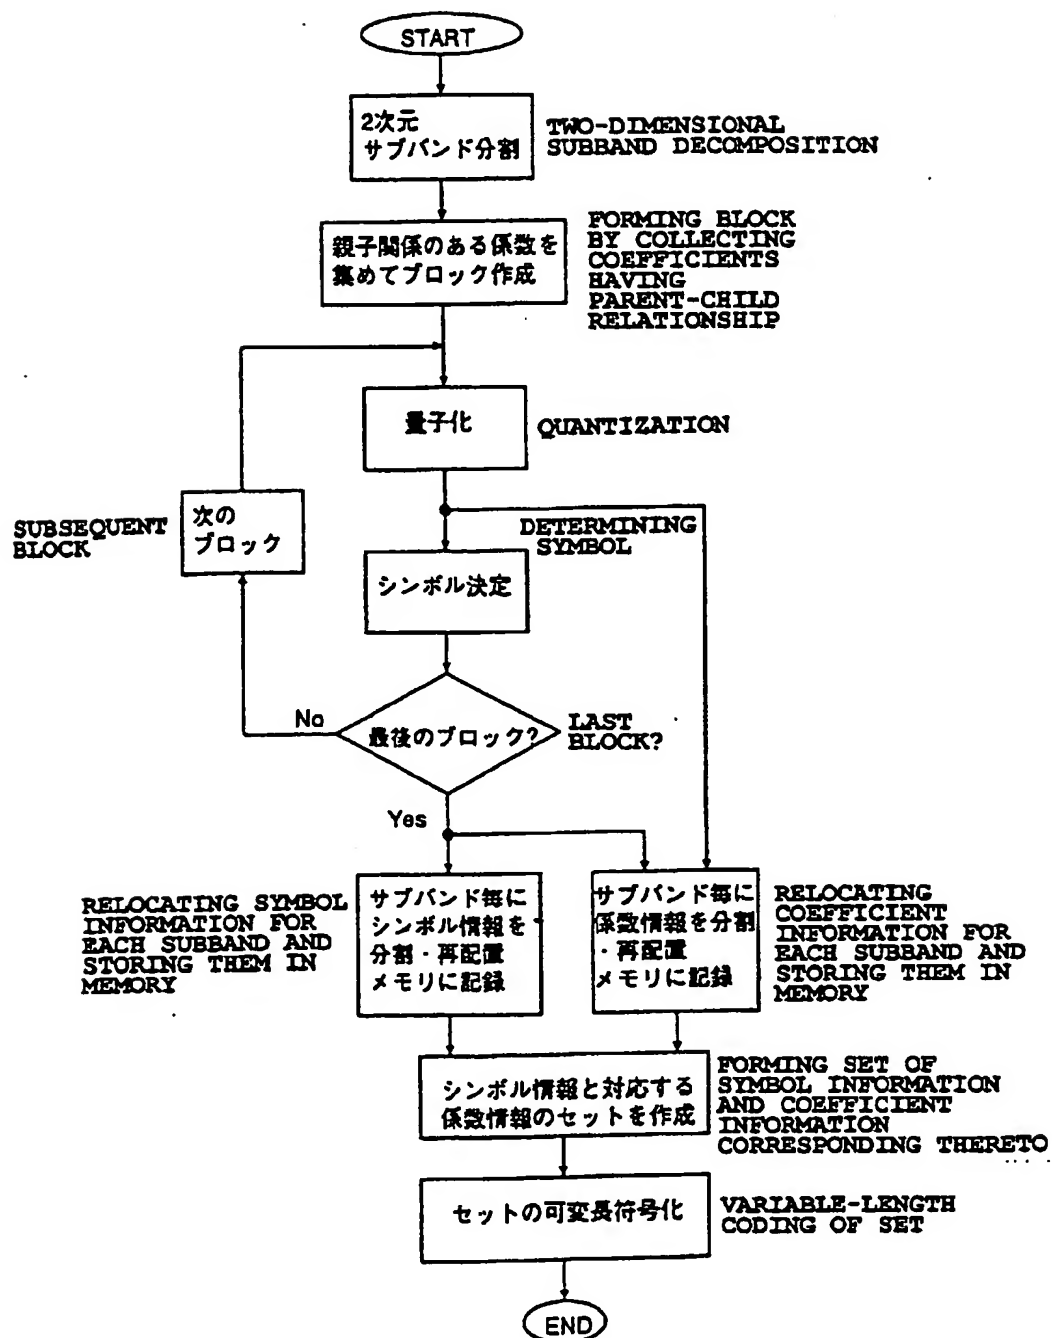 START
2次元
サブバンド分割
TWO-DIMENSIONAL
SUBBAND DECOMPOSITION
親子関係のある係数を
集めてブロック作成
FORMING BLOCK
BY COLLECTING
COEFFICIENTS
HAVING
PARENT-CHILD
RELATIONSHIP
量子化
QUANTIZATION
SUBSEQUENT
BLOCK
次の
ブロック
DETERMINING
SYMBOL
シンボル決定
No
最後のブロック?
LAST
BLOCK?
Yes
RELOCATING SYMBOL
INFORMATION FOR
EACH SUBBAND AND
STORING THEM IN
MEMORY
サブバンド毎に
シンボル情報を
分割・再配置
メモリに記録
サブバンド毎に
係数情報を分割
・再配置
メモリに記録
RELOCATING
COEFFICIENT
INFORMATION FOR
EACH SUBBAND AND
STORING THEM IN
MEMORY
シンボル情報と対応する
係数情報のセットを作成
FORMING SET OF
SYMBOL INFORMATION
AND COEFFICIENT
INFORMATION
CORRESPONDING THERETO
セットの可変長符号化
VARIABLE-LENGTH
CODING OF SET
END